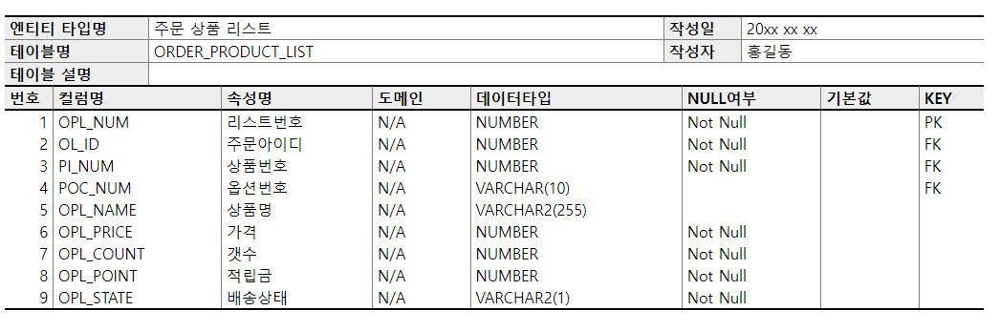 엔티티 타입명 주문 상품 리스트 작성일 20xx xx xx
테이블명 ORDER_PRODUCT_LIST 작성자 홍길동
테이블 설명
번호 컬럼명 속성명 도메인 데이터타입 NULL여부 기본값 KEY
1 OPL_NUM 리스트번호 N/A NUMBER Not Null PK
2 OL_ID 주문아이디 N/A NUMBER Not Null FK
3 PI_NUM 상품번호 N/A NUMBER Not Null FK
4 POC_NUM 옵션번호 N/A VARCHAR(10) FK
5 OPL_NAME 상품명 N/A VARCHAR2(255)
6 OPL_PRICE 가격 N/A NUMBER Not Null
7 OPL_COUNT 갯수 N/A NUMBER Not Null
8 OPL_POINT 적립금 N/A NUMBER Not Null
9 OPL_STATE 배송상태 N/A VARCHAR2(1) Not Null